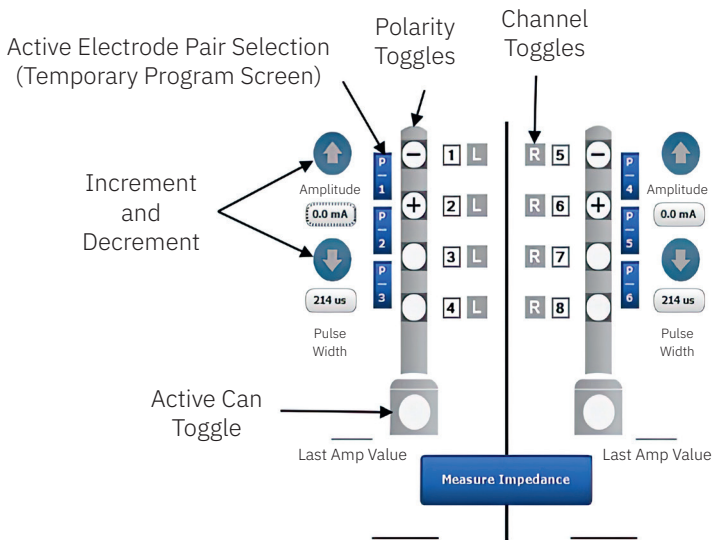 Active Electrode Pair Selection
(Temporary Program Screen)
Polarity
Toggles
Channel
Toggles
Increment
and
Decrement
Amplitude
0.0 mA
214 us
Pulse
Width
P
1
P
2
P
3
−
+
1 L
2 L
3 L
4 L
R 5
R 6
R 7
R 8
−
+
P
4
P
5
P
6
Amplitude
0.0 mA
214 us
Pulse
Width
Active Can
Toggle
Last Amp Value
Last Amp Value
Measure Impedance